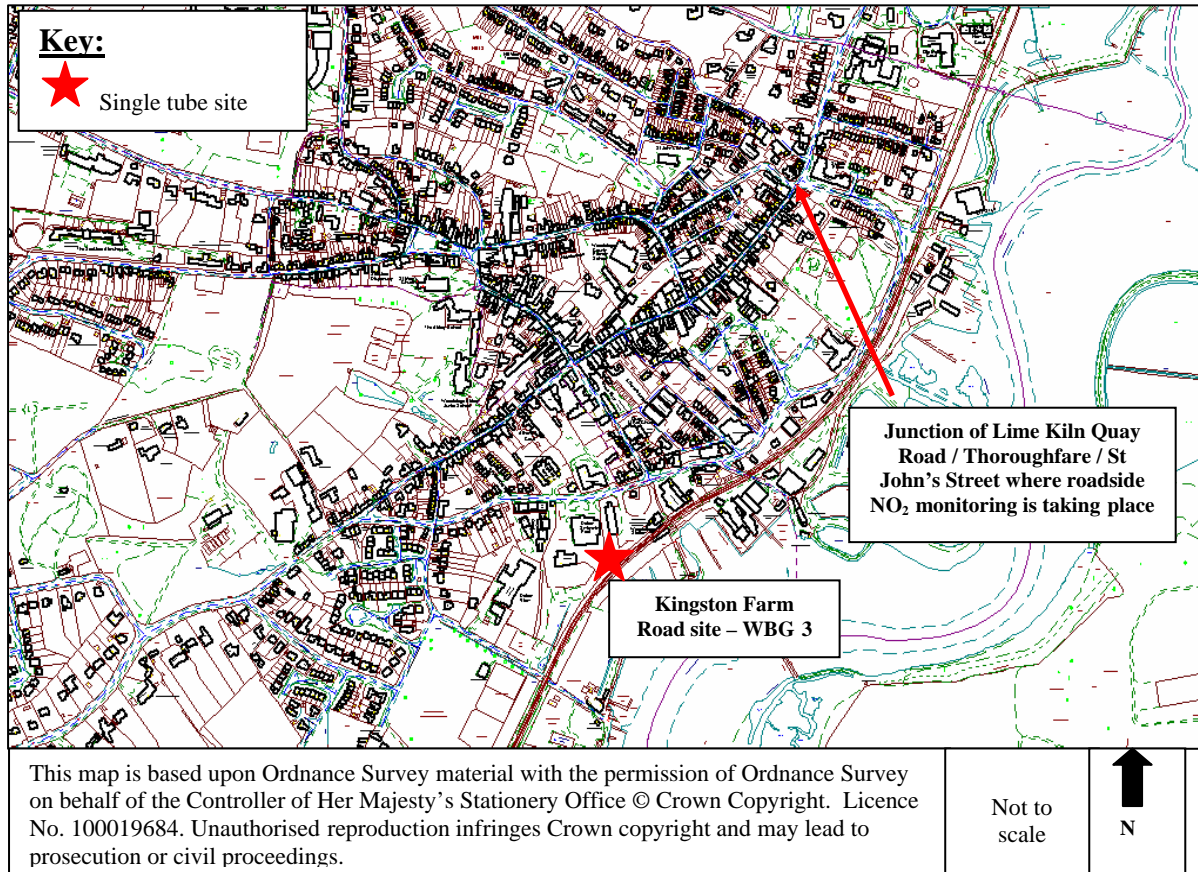 Key:
Single tube site
Junction of Lime Kiln Quay
Road / Thoroughfare / St
John's Street where roadside
NO₂ monitoring is taking place
Kingston Farm
Road site – WBG 3
This map is based upon Ordnance Survey material with the permission of Ordnance Survey
on behalf of the Controller of Her Majesty's Stationery Office © Crown Copyright. Licence
No. 100019684. Unauthorised reproduction infringes Crown copyright and may lead to
prosecution or civil proceedings.
Not to
scale
N